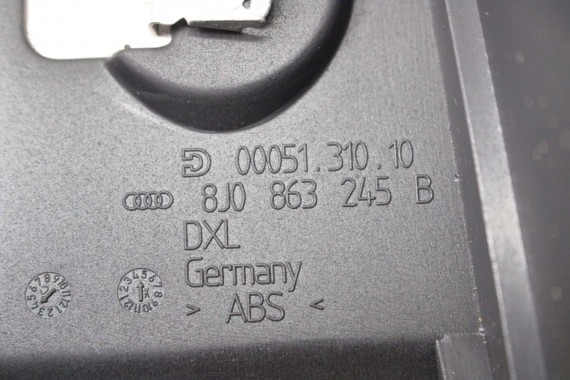 D 00051.310.10
8J0 863 245 B
DXL
Germany
> ABS <